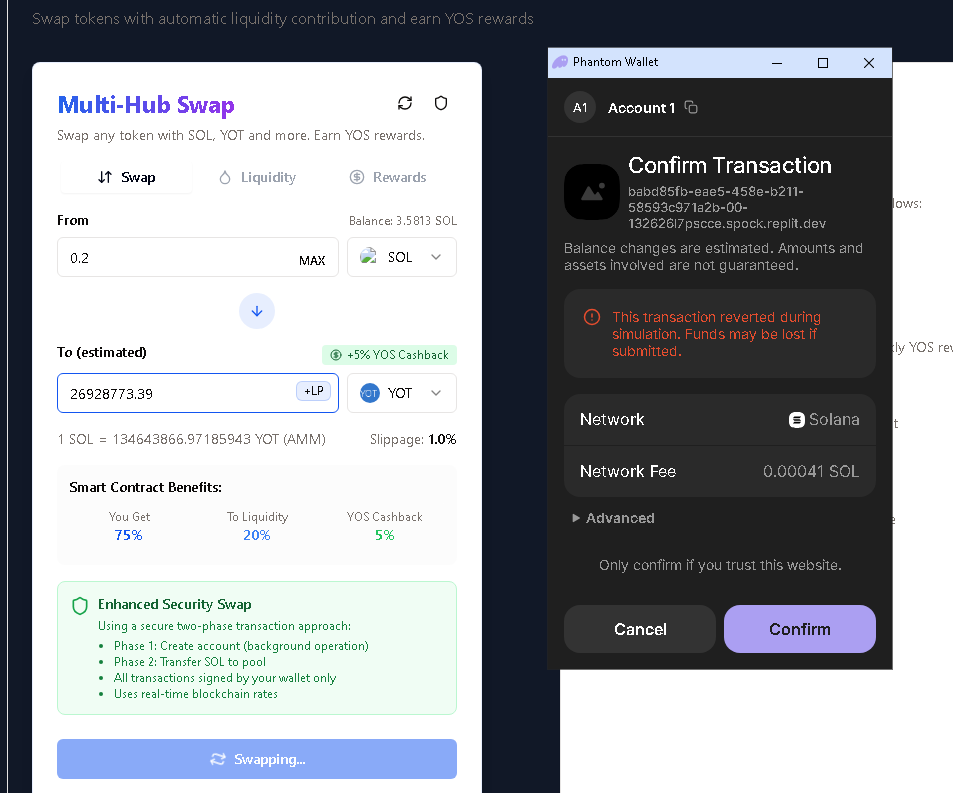 Swap tokens with automatic liquidity contribution and earn YOS rewards
Multi-Hub Swap
Swap any token with SOL, YOT and more. Earn YOS rewards.
Swap
Liquidity
Rewards
From
Balance: 3.5813 SOL
0.2
MAX
SOL
To (estimated)
+5% YOS Cashback
26928773.39
+LP
YOT
YOT
1 SOL = 134643866.97185943 YOT (AMM)
Slippage: 1.0%
Smart Contract Benefits:
You Get
To Liquidity
YOS Cashback
75%
20%
5%
Enhanced Security Swap
Using a secure two-phase transaction approach:
• Phase 1: Create account (background operation)
• Phase 2: Transfer SOL to pool
• All transactions signed by your wallet only
• Uses real-time blockchain rates
Swapping...
Phantom Wallet
A1
Account 1
Confirm Transaction
babd85fb-eae5-458e-b211-
58593c971a2b-00-
132626l7pscce.spock.replit.dev
Balance changes are estimated. Amounts and
assets involved are not guaranteed.
This transaction reverted during
simulation. Funds may be lost if
submitted.
Network
Solana
Network Fee
0.00041 SOL
Advanced
Only confirm if you trust this website.
Cancel
Confirm
lows:
YOS